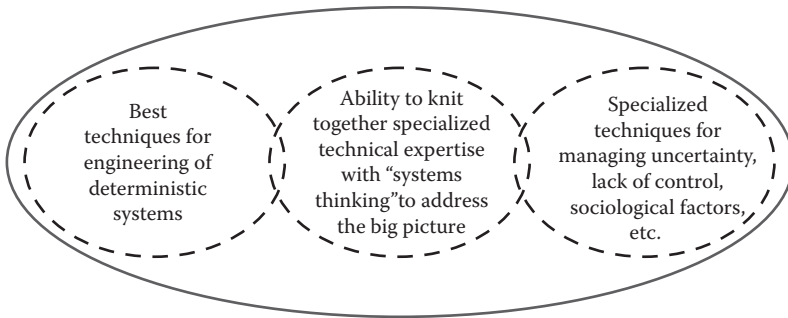 Best
techniques for
engineering of
deterministic
systems
Ability to knit
together specialized
technical expertise
with “systems
thinking”to address
the big picture
Specialized
techniques for
managing uncertainty,
lack of control,
sociological factors,
etc.